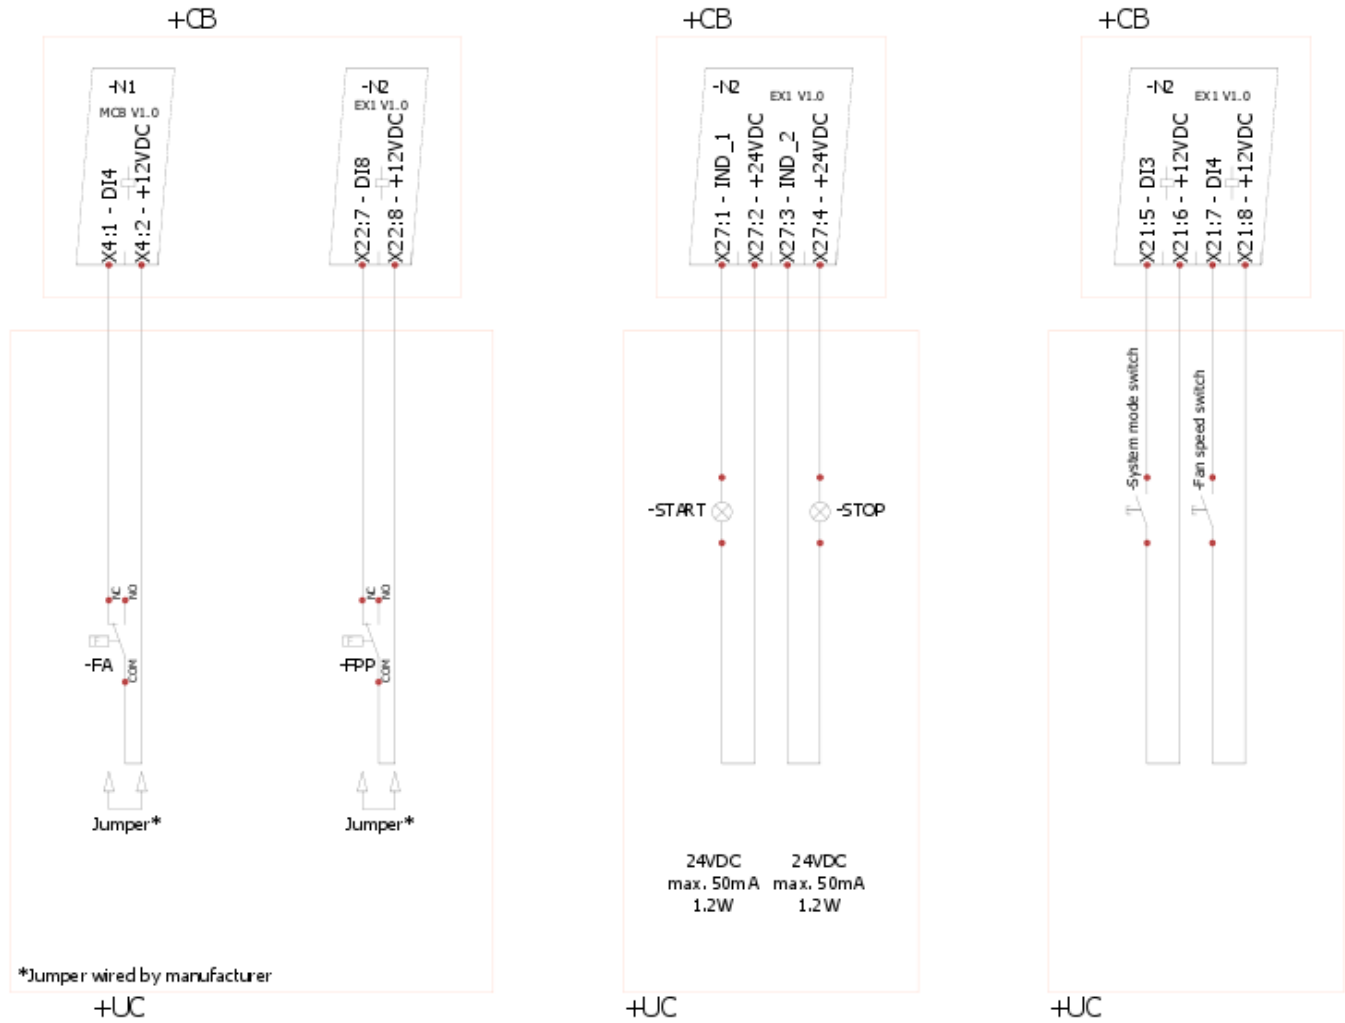 +CB
-N1
MCB V1.0
X4:1 - DI4
X4:2 - +12VDC
-N2
EX1 V1.0
X22:7 - DI8
X22:8 - +12VDC
NC
NO
F
-FA
COM
NC
NO
F
-FPP
COM
Jumper*
Jumper*
*Jumper wired by manufacturer
+UC
+CB
-N2
EX1 V1.0
X27:1 - IND_1
X27:2 - +24VDC
X27:3 - IND_2
X27:4 - +24VDC
-START
-STOP
24VDC
max. 50mA
1.2W
24VDC
max. 50mA
1.2W
+UC
+CB
-N2
EX1 V1.0
X21:5 - DI3
X21:6 - +12VDC
X21:7 - DI4
X21:8 - +12VDC
-System mode switch
-Fan speed switch
+UC